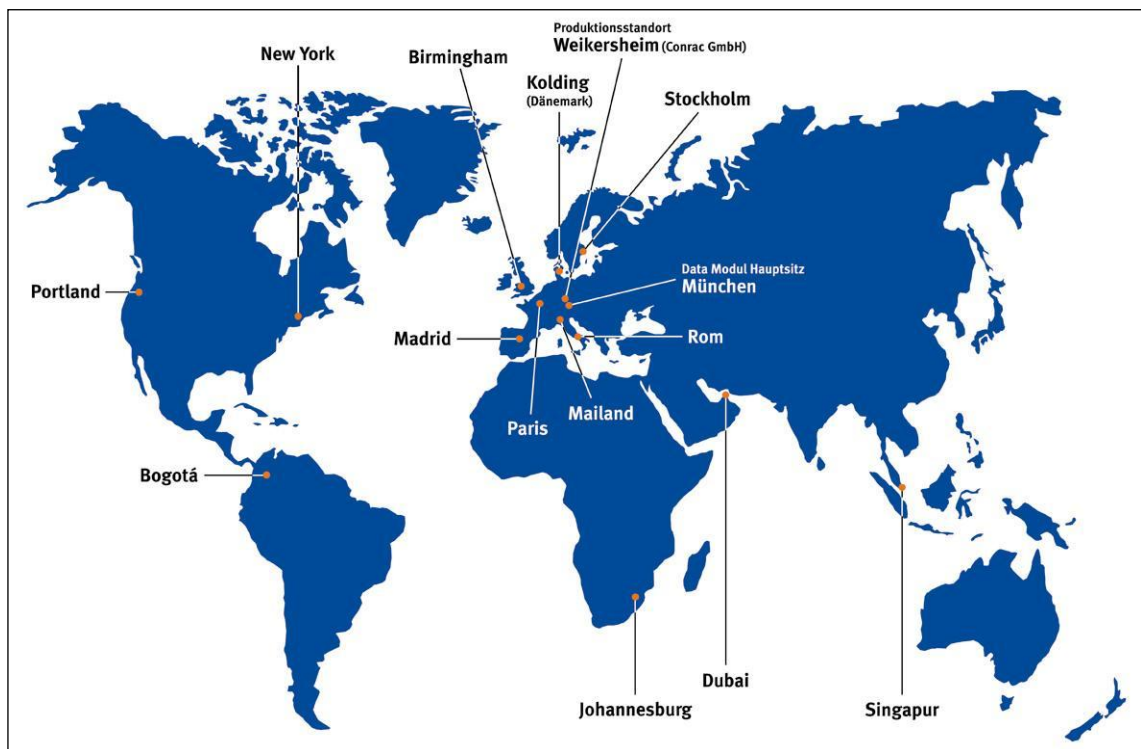 Produktionsstandort
Weikersheim (Conrac GmbH)
New York
Birmingham
Kolding
(Dänemark)
Stockholm
Data Modul Hauptsitz
München
Portland
Madrid
Rom
Mailand
Paris
Bogotá
Dubai
Johannesburg
Singapur